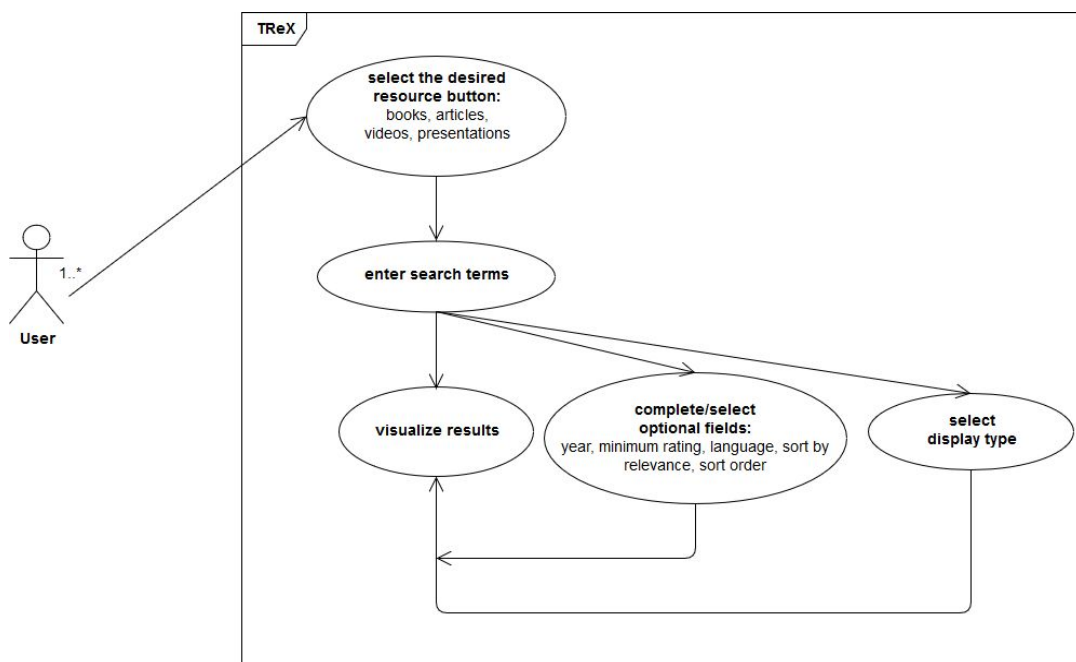 TReX
select the desired
resource button:
books, articles,
videos, presentations
1..*
User
enter search terms
visualize results
complete/select
optional fields:
year, minimum rating, language, sort by
relevance, sort order
select
display type